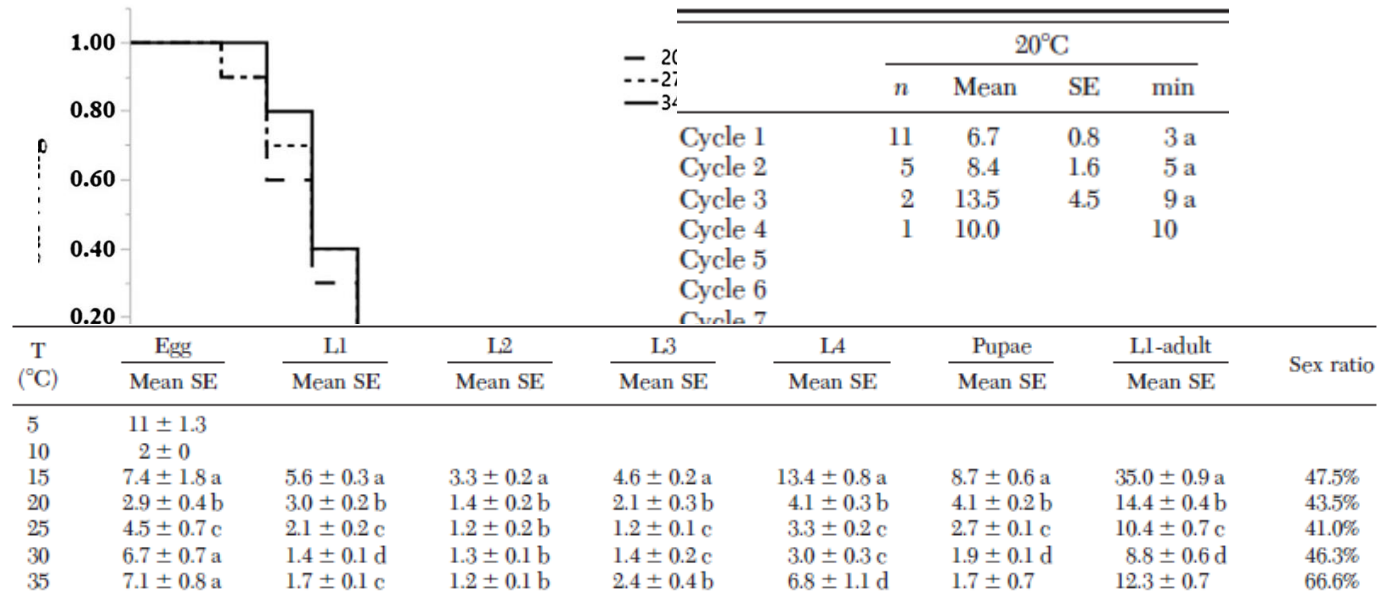 1.00
0.80
0.60
0.40
0.20
20
27
34
20°C
n Mean SE min
Cycle 1 11 6.7 0.8 3 a
Cycle 2 5 8.4 1.6 5 a
Cycle 3 2 13.5 4.5 9 a
Cycle 4 1 10.0 10
Cycle 5
Cycle 6
Cycle 7
T (°C) Egg L1 L2 L3 L4 Pupae L1-adult Sex ratio
Mean SE Mean SE Mean SE Mean SE Mean SE Mean SE Mean SE
5 11 ± 1.3
10 2 ± 0
15 7.4 ± 1.8 a 5.6 ± 0.3 a 3.3 ± 0.2 a 4.6 ± 0.2 a 13.4 ± 0.8 a 8.7 ± 0.6 a 35.0 ± 0.9 a 47.5%
20 2.9 ± 0.4 b 3.0 ± 0.2 b 1.4 ± 0.2 b 2.1 ± 0.3 b 4.1 ± 0.3 b 4.1 ± 0.2 b 14.4 ± 0.4 b 43.5%
25 4.5 ± 0.7 c 2.1 ± 0.2 c 1.2 ± 0.2 b 1.2 ± 0.1 c 3.3 ± 0.2 c 2.7 ± 0.1 c 10.4 ± 0.7 c 41.0%
30 6.7 ± 0.7 a 1.4 ± 0.1 d 1.3 ± 0.1 b 1.4 ± 0.2 c 3.0 ± 0.3 c 1.9 ± 0.1 d 8.8 ± 0.6 d 46.3%
35 7.1 ± 0.8 a 1.7 ± 0.1 c 1.2 ± 0.1 b 2.4 ± 0.4 b 6.8 ± 1.1 d 1.7 ± 0.7 12.3 ± 0.7 66.6%